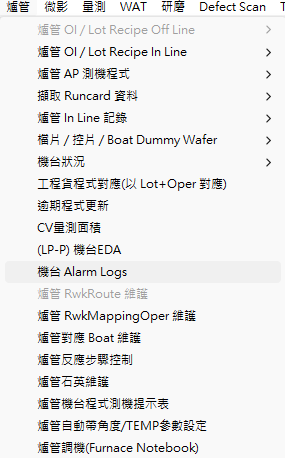 爐管 微影 量測 WAT 研磨 Defect Scan
爐管 OI / Lot Recipe Off Line
爐管 OI / Lot Recipe In Line
爐管 AP 測機程式
擷取 Runcard 資料
爐管 In Line 記錄
檔片 / 控片 / Boat Dummy Wafer
機台狀況
工程貨程式對應(以 Lot+Oper 對應)
逾期程式更新
CV量測面積
(LP-P) 機台EDA
機台 Alarm Logs
爐管 RwkRoute 維護
爐管 RwkMappingOper 維護
爐管對應 Boat 維護
爐管反應步驟控制
爐管石英維護
爐管機台程式測機提示表
爐管自動帶角度/TEMP參數設定
爐管調機(Furnace Notebook)